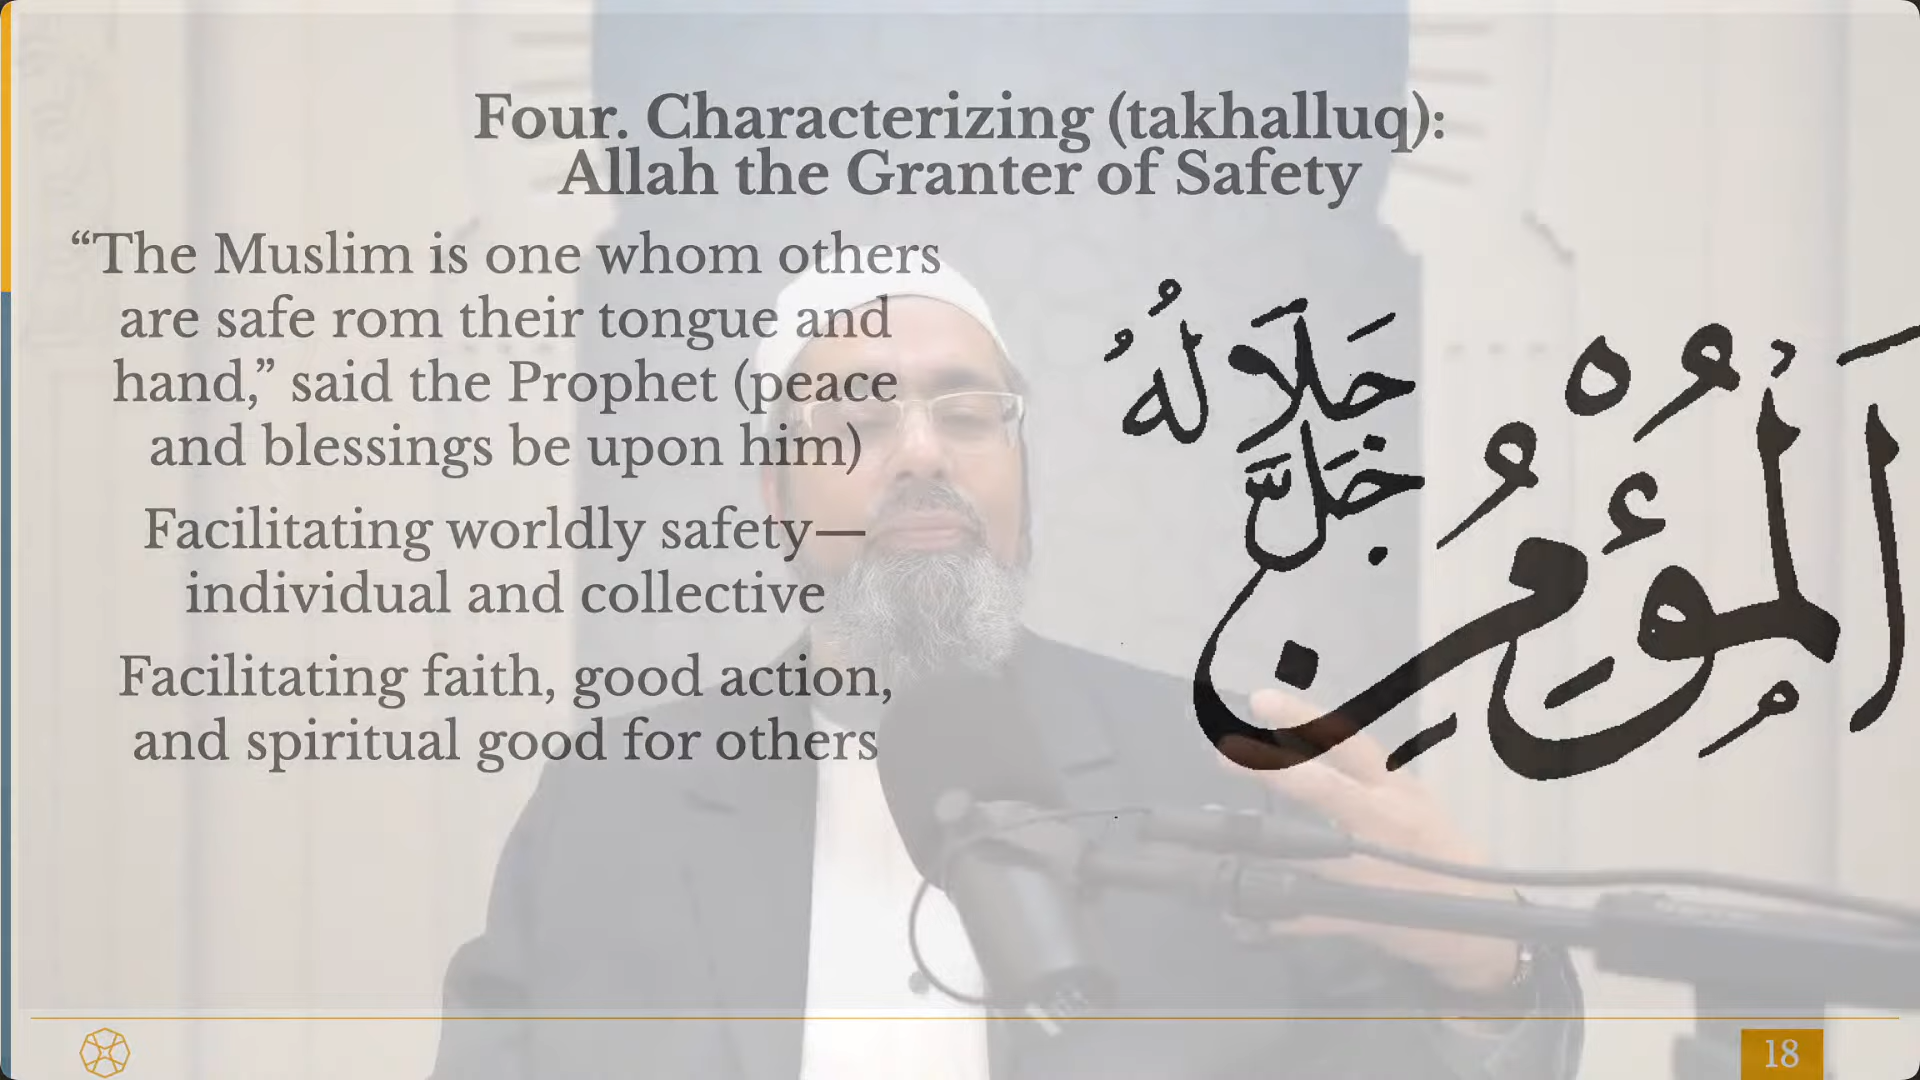 Four. Characterizing (takhalluq):
Allah the Granter of Safety
“The Muslim is one whom others
are safe rom their tongue and
hand,” said the Prophet (peace
and blessings be upon him)
Facilitating worldly safety—
individual and collective
Facilitating faith, good action,
and spiritual good for others
اَلْمُؤْمِنُ
جَلَّ جَلَالُهُ
18